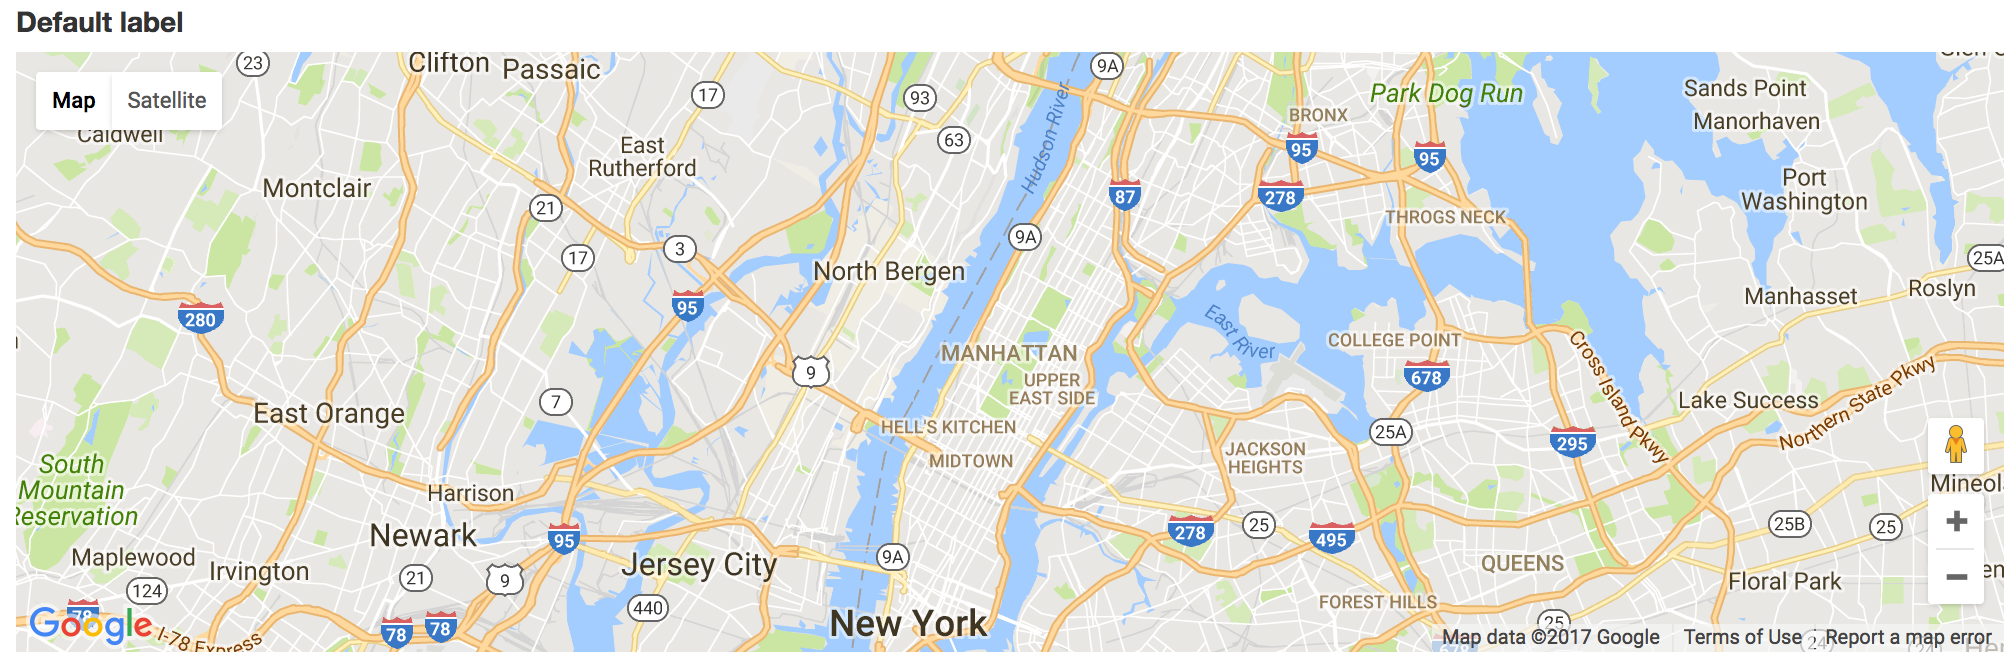 Default label
Map
Satellite
Caldwell
23
Clifton
Passaic
17
93
63
9A
Hudson River
BRONX
Park Dog Run
95
95
Sands Point
Manorhaven
Port
Washington
East
Rutherford
Montclair
21
17
3
87
278
9A
THROGS NECK
25A
North Bergen
280
95
Manhasset
Roslyn
East River
COLLEGE POINT
MANHATTAN
UPPER
EAST SIDE
9
678
Cross Island Pkwy
Northern State Pkwy
Lake Success
7
East Orange
HELL'S KITCHEN
MIDTOWN
JACKSON
HEIGHTS
25A
295
South
Mountain
Reservation
Harrison
Newark
95
278
25
495
25B
25
Maplewood
Irvington
124
21
9
Jersey City
9A
QUEENS
Floral Park
440
New York
FOREST HILLS
25
78
Google
I-78 Express
78
78
678
24
Map data ©2017 Google
Terms of Use
Report a map error